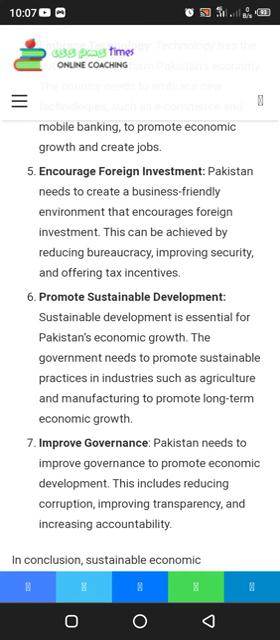 10:07
93
Times
ONLINE COACHING
mobile banking, to promote economic
growth and create jobs.
5. Encourage Foreign Investment: Pakistan
needs to create a business-friendly
environment that encourages foreign
investment. This can be achieved by
reducing bureaucracy, improving security,
and offering tax incentives.
6. Promote Sustainable Development:
Sustainable development is essential for
Pakistan's economic growth. The
government needs to promote sustainable
practices in industries such as agriculture
and manufacturing to promote long-term
economic growth.
7. Improve Governance: Pakistan needs to
improve governance to promote economic
development. This includes reducing
corruption, improving transparency, and
increasing accountability.
In conclusion, sustainable economic